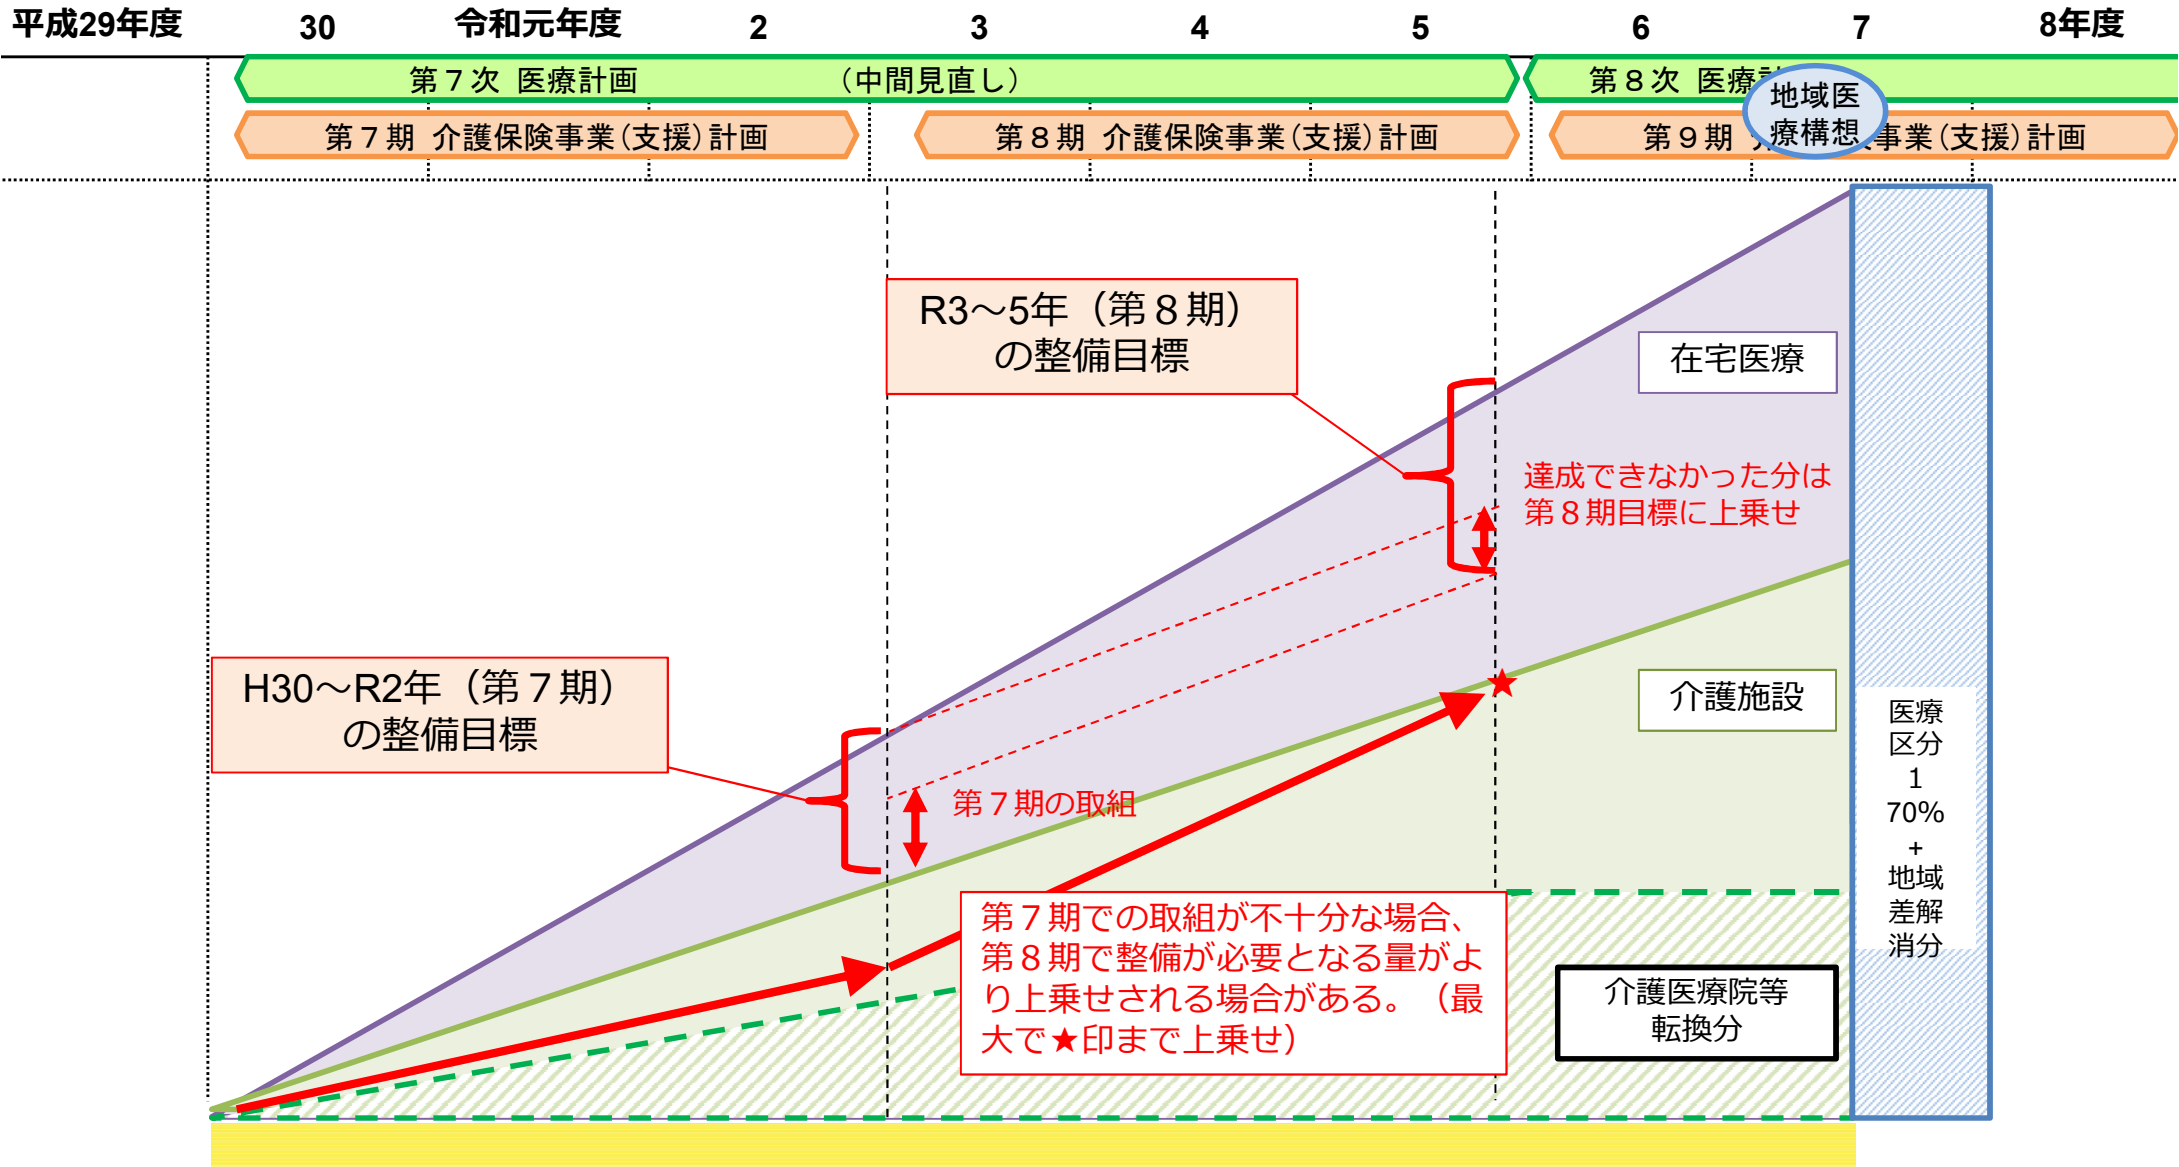 平成29年度 30 令和元年度 2 3 4 5 6 7 8年度
第７次 医療計画 （中間見直し）
第８次 医療
地域医
療構想
第７期 介護保険事業(支援)計画
第８期 介護保険事業(支援)計画
第９期 事業(支援)計画
R3～5年（第８期）
の整備目標
在宅医療
達成できなかった分は
第８期目標に上乗せ
H30～R2年（第７期）
の整備目標
介護施設
第７期の取組
医療
区分
1
70%
+
地域
差解
消分
第７期での取組が不十分な場合、
第８期で整備が必要となる量がよ
り上乗せされる場合がある。（最
大で★印まで上乗せ）
介護医療院等
転換分